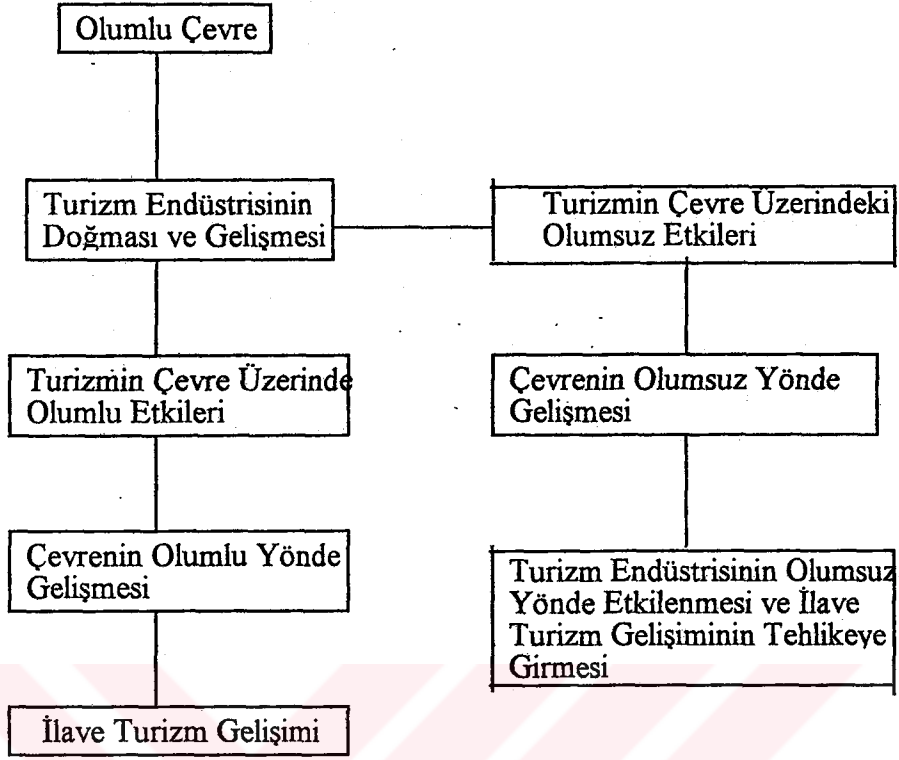 Olumlu Çevre
Turizm Endüstrisinin
Doğması ve Gelişmesi
Turizmin Çevre Üzerindeki
Olumsuz Etkileri
Turizmin Çevre Üzerinde
Olumlu Etkileri
Çevrenin Olumsuz Yönde
Gelişmesi
Çevrenin Olumlu Yönde
Gelişmesi
Turizm Endüstrisinin Olumsuz
Yönde Etkilenmesi ve İlave
Turizm Gelişiminin Tehlikeye
Girmesi
İlave Turizm Gelişimi